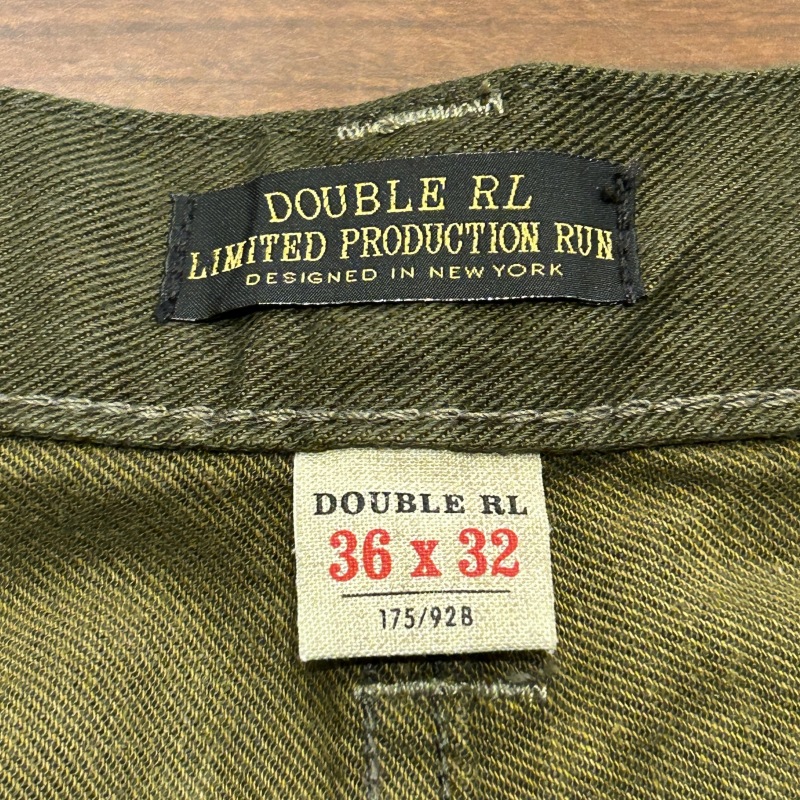 DOUBLE RL
LIMITED PRODUCTION RUN
DESIGNED IN NEW YORK
DOUBLE RL
36 x 32
175/92B